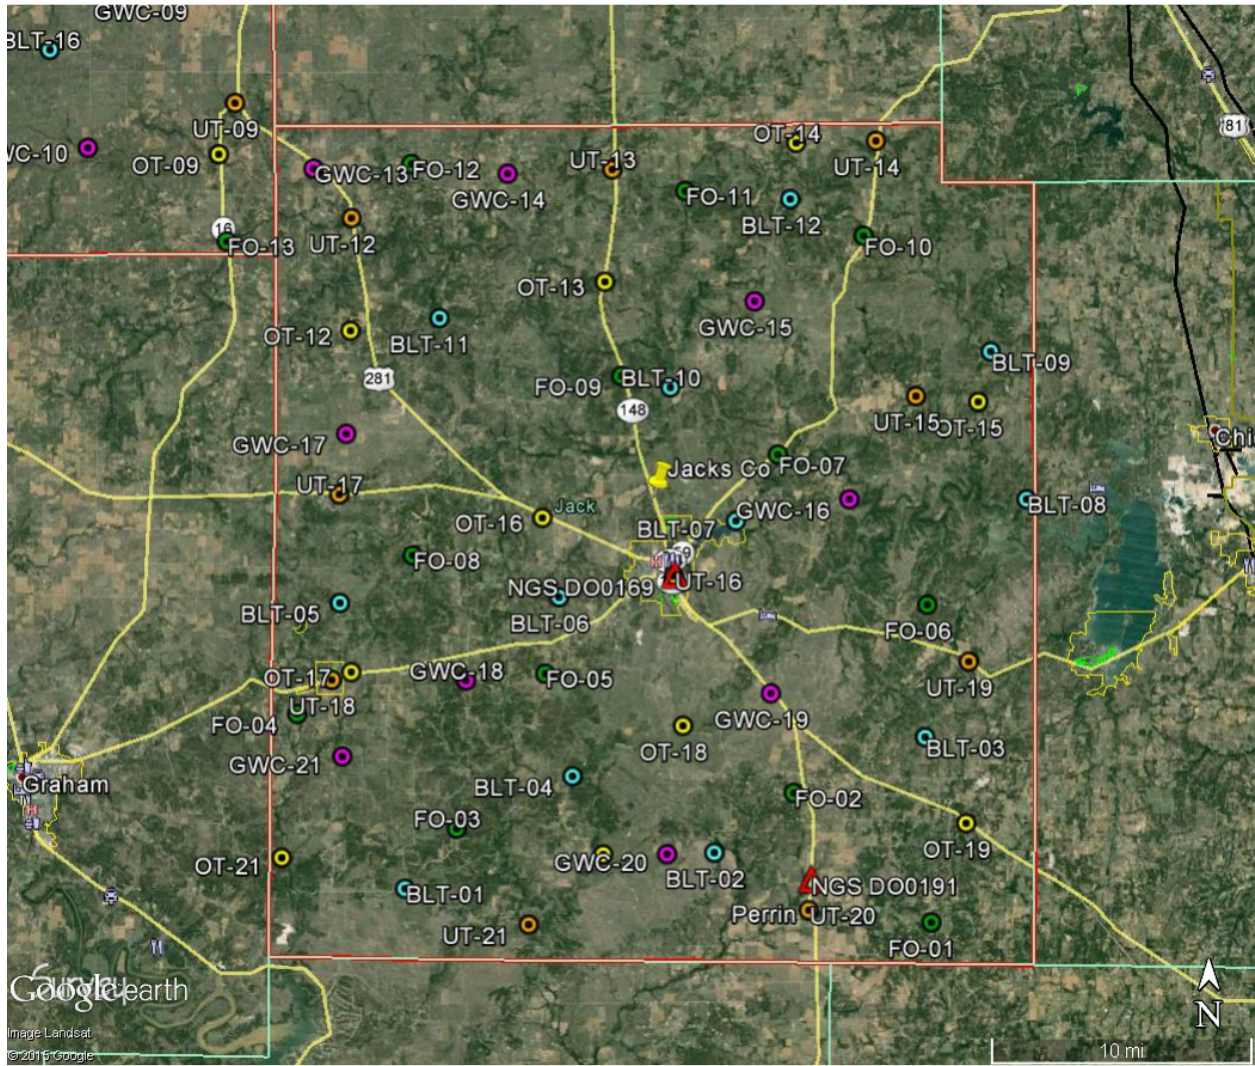 GWC-09
BLT-16
UT-09
OT-14
WC-10
OT-09
GWC-13
FO-12
UT-13
UT-14
GWC-14
FO-11
BLT-12
81
16
FO-13
UT-12
FO-10
OT-13
GWC-15
OT-12
BLT-11
BLT-09
281
FO-09
BLT-10
148
UT-15
OT-15
GWC-17
Chi
Jacks Co
FO-07
UT-17
Jack
OT-16
BLT-07
GWC-16
BLT-08
FO-08
NGS DO0169
UT-16
BLT-05
BLT-06
FO-06
OT-17
GWC-18
FO-05
UT-19
UT-18
FO-04
GWC-19
OT-18
BLT-03
GWC-21
Graham
BLT-04
FO-02
FO-03
OT-19
OT-21
GWC-20
BLT-02
BLT-01
NGS DO0191
Perrin
UT-20
UT-21
FO-01
Google earth
N
Image Landsat
© 2015 Google
10 mi